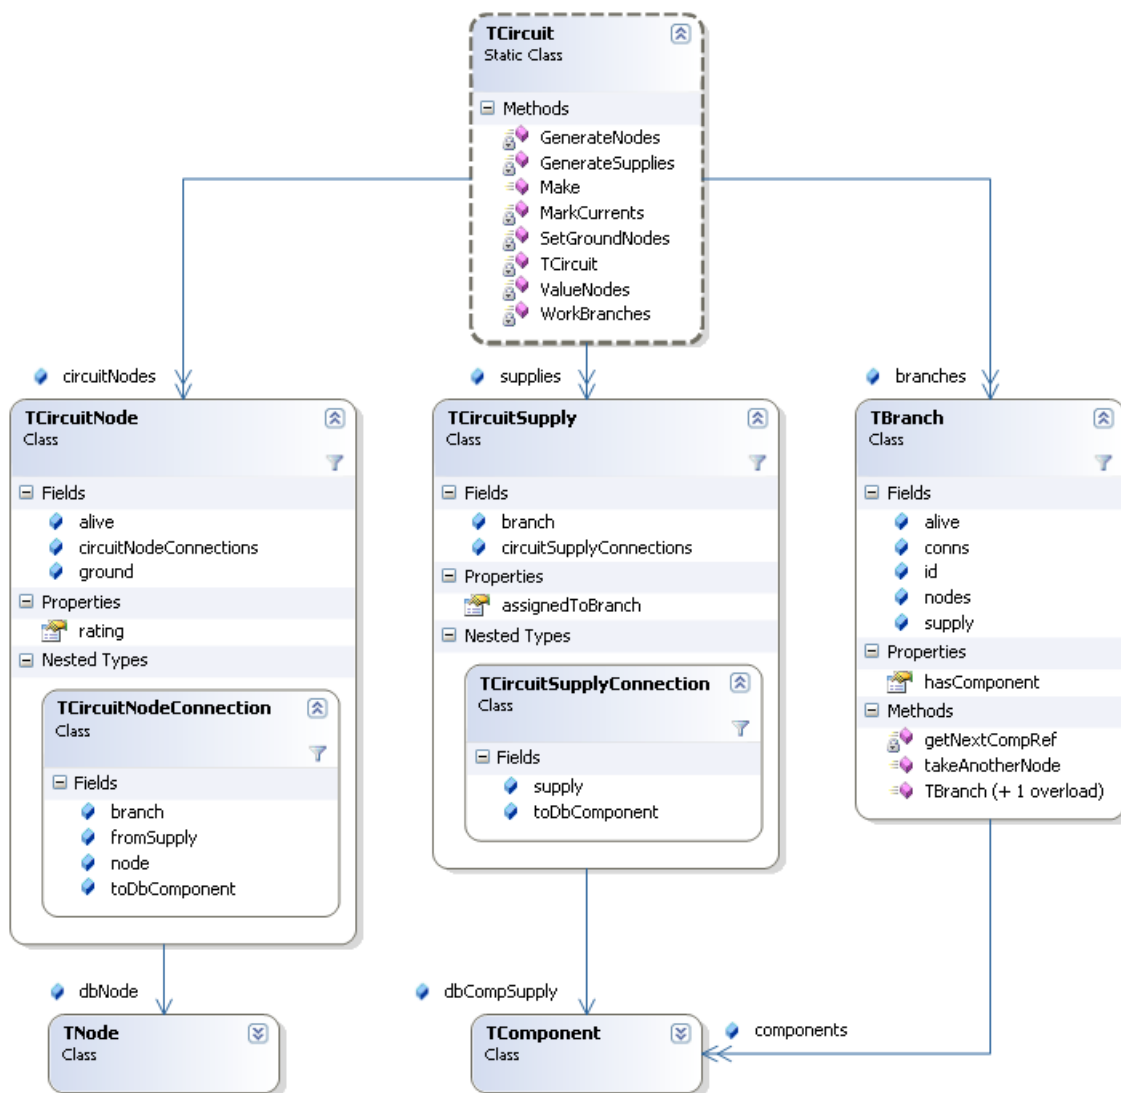 TCircuit
Static Class
Methods
GenerateNodes
GenerateSupplies
Make
MarkCurrents
SetGroundNodes
TCircuit
ValueNodes
WorkBranches
circuitNodes
supplies
branches
TCircuitNode
Class
Fields
alive
circuitNodeConnections
ground
Properties
rating
Nested Types
TCircuitNodeConnection
Class
Fields
branch
fromSupply
node
toDbComponent
TCircuitSupply
Class
Fields
branch
circuitSupplyConnections
Properties
assignedToBranch
Nested Types
TCircuitSupplyConnection
Class
Fields
supply
toDbComponent
TBranch
Class
Fields
alive
conns
id
nodes
supply
Properties
hasComponent
Methods
getNextCompRef
takeAnotherNode
TBranch (+ 1 overload)
dbNode
dbCompSupply
components
TNode
Class
TComponent
Class